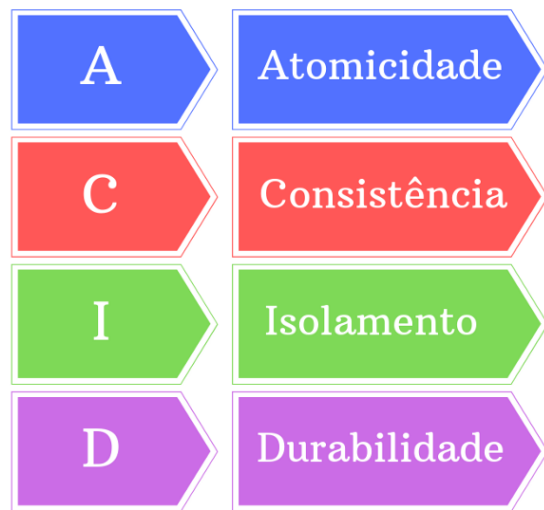 A Atomicidade
C Consistência
I Isolamento
D Durabilidade